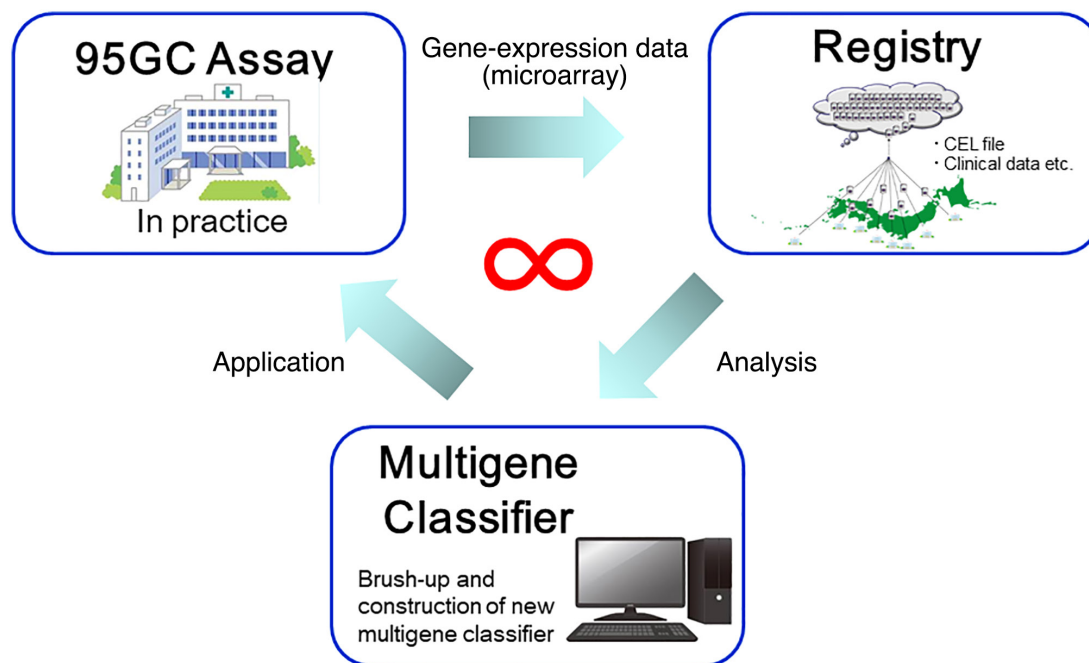 95GC Assay
In practice
Gene-expression data
(microarray)
Registry
・CEL file
・Clinical data etc.
Application
Analysis
Multigene
Classifier
Brush-up and
construction of new
multigene classifier